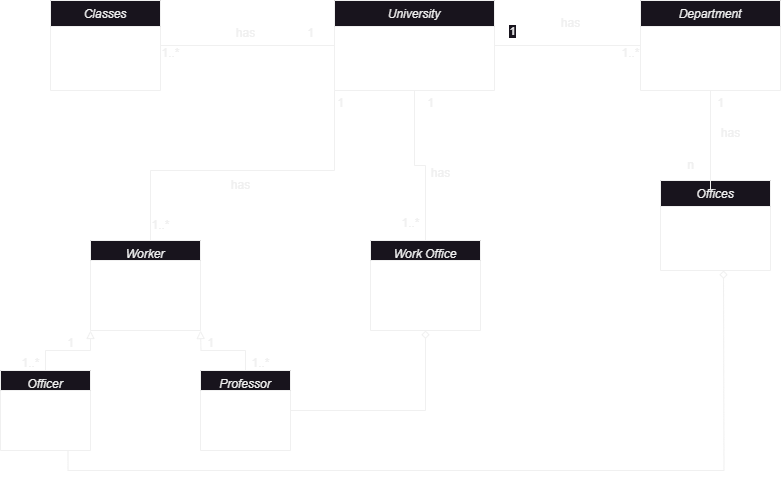 Classes
University
Department
has
1
1
has
1..*
1..*
1
1
1
has
has
has
n
1..*
1..*
Offices
Worker
Work Office
1
1
1..*
1..*
Officer
Professor